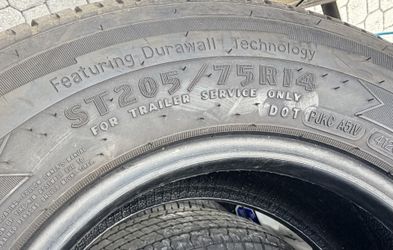 Featuring Durawall Technology
ST205/75R14
FOR TRAILER SERVICE ONLY
DOT PJKC A51V